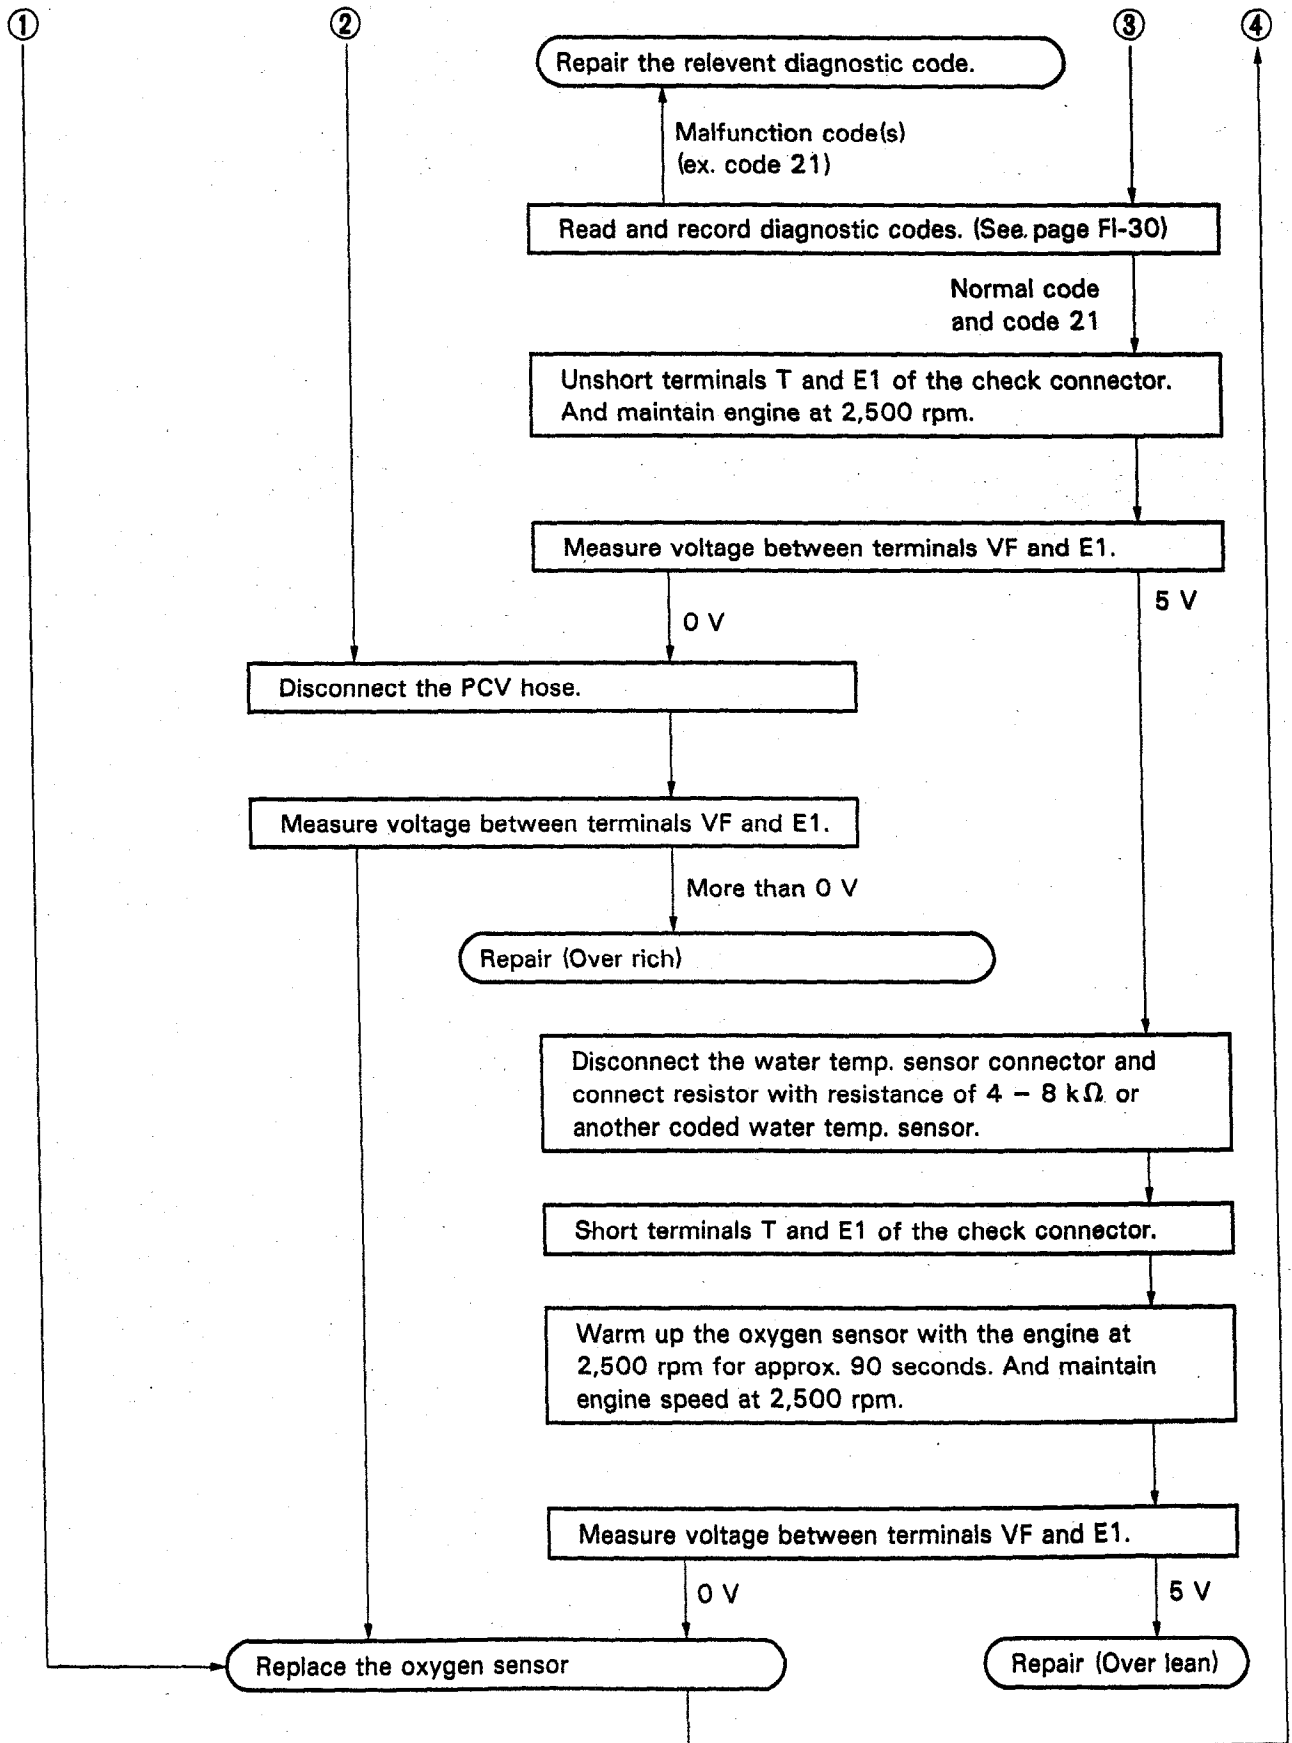 ① ② ③ ④
Repair the relevent diagnostic code.
Malfunction code(s)
(ex. code 21)
Read and record diagnostic codes. (See page FI-30)
Normal code
and code 21
Unshort terminals T and E1 of the check connector.
And maintain engine at 2,500 rpm.
Measure voltage between terminals VF and E1.
0 V
5 V
Disconnect the PCV hose.
Measure voltage between terminals VF and E1.
More than 0 V
Repair (Over rich)
Disconnect the water temp. sensor connector and
connect resistor with resistance of 4 – 8 kΩ or
another coded water temp. sensor.
Short terminals T and E1 of the check connector.
Warm up the oxygen sensor with the engine at
2,500 rpm for approx. 90 seconds. And maintain
engine speed at 2,500 rpm.
Measure voltage between terminals VF and E1.
0 V
5 V
Replace the oxygen sensor
Repair (Over lean)